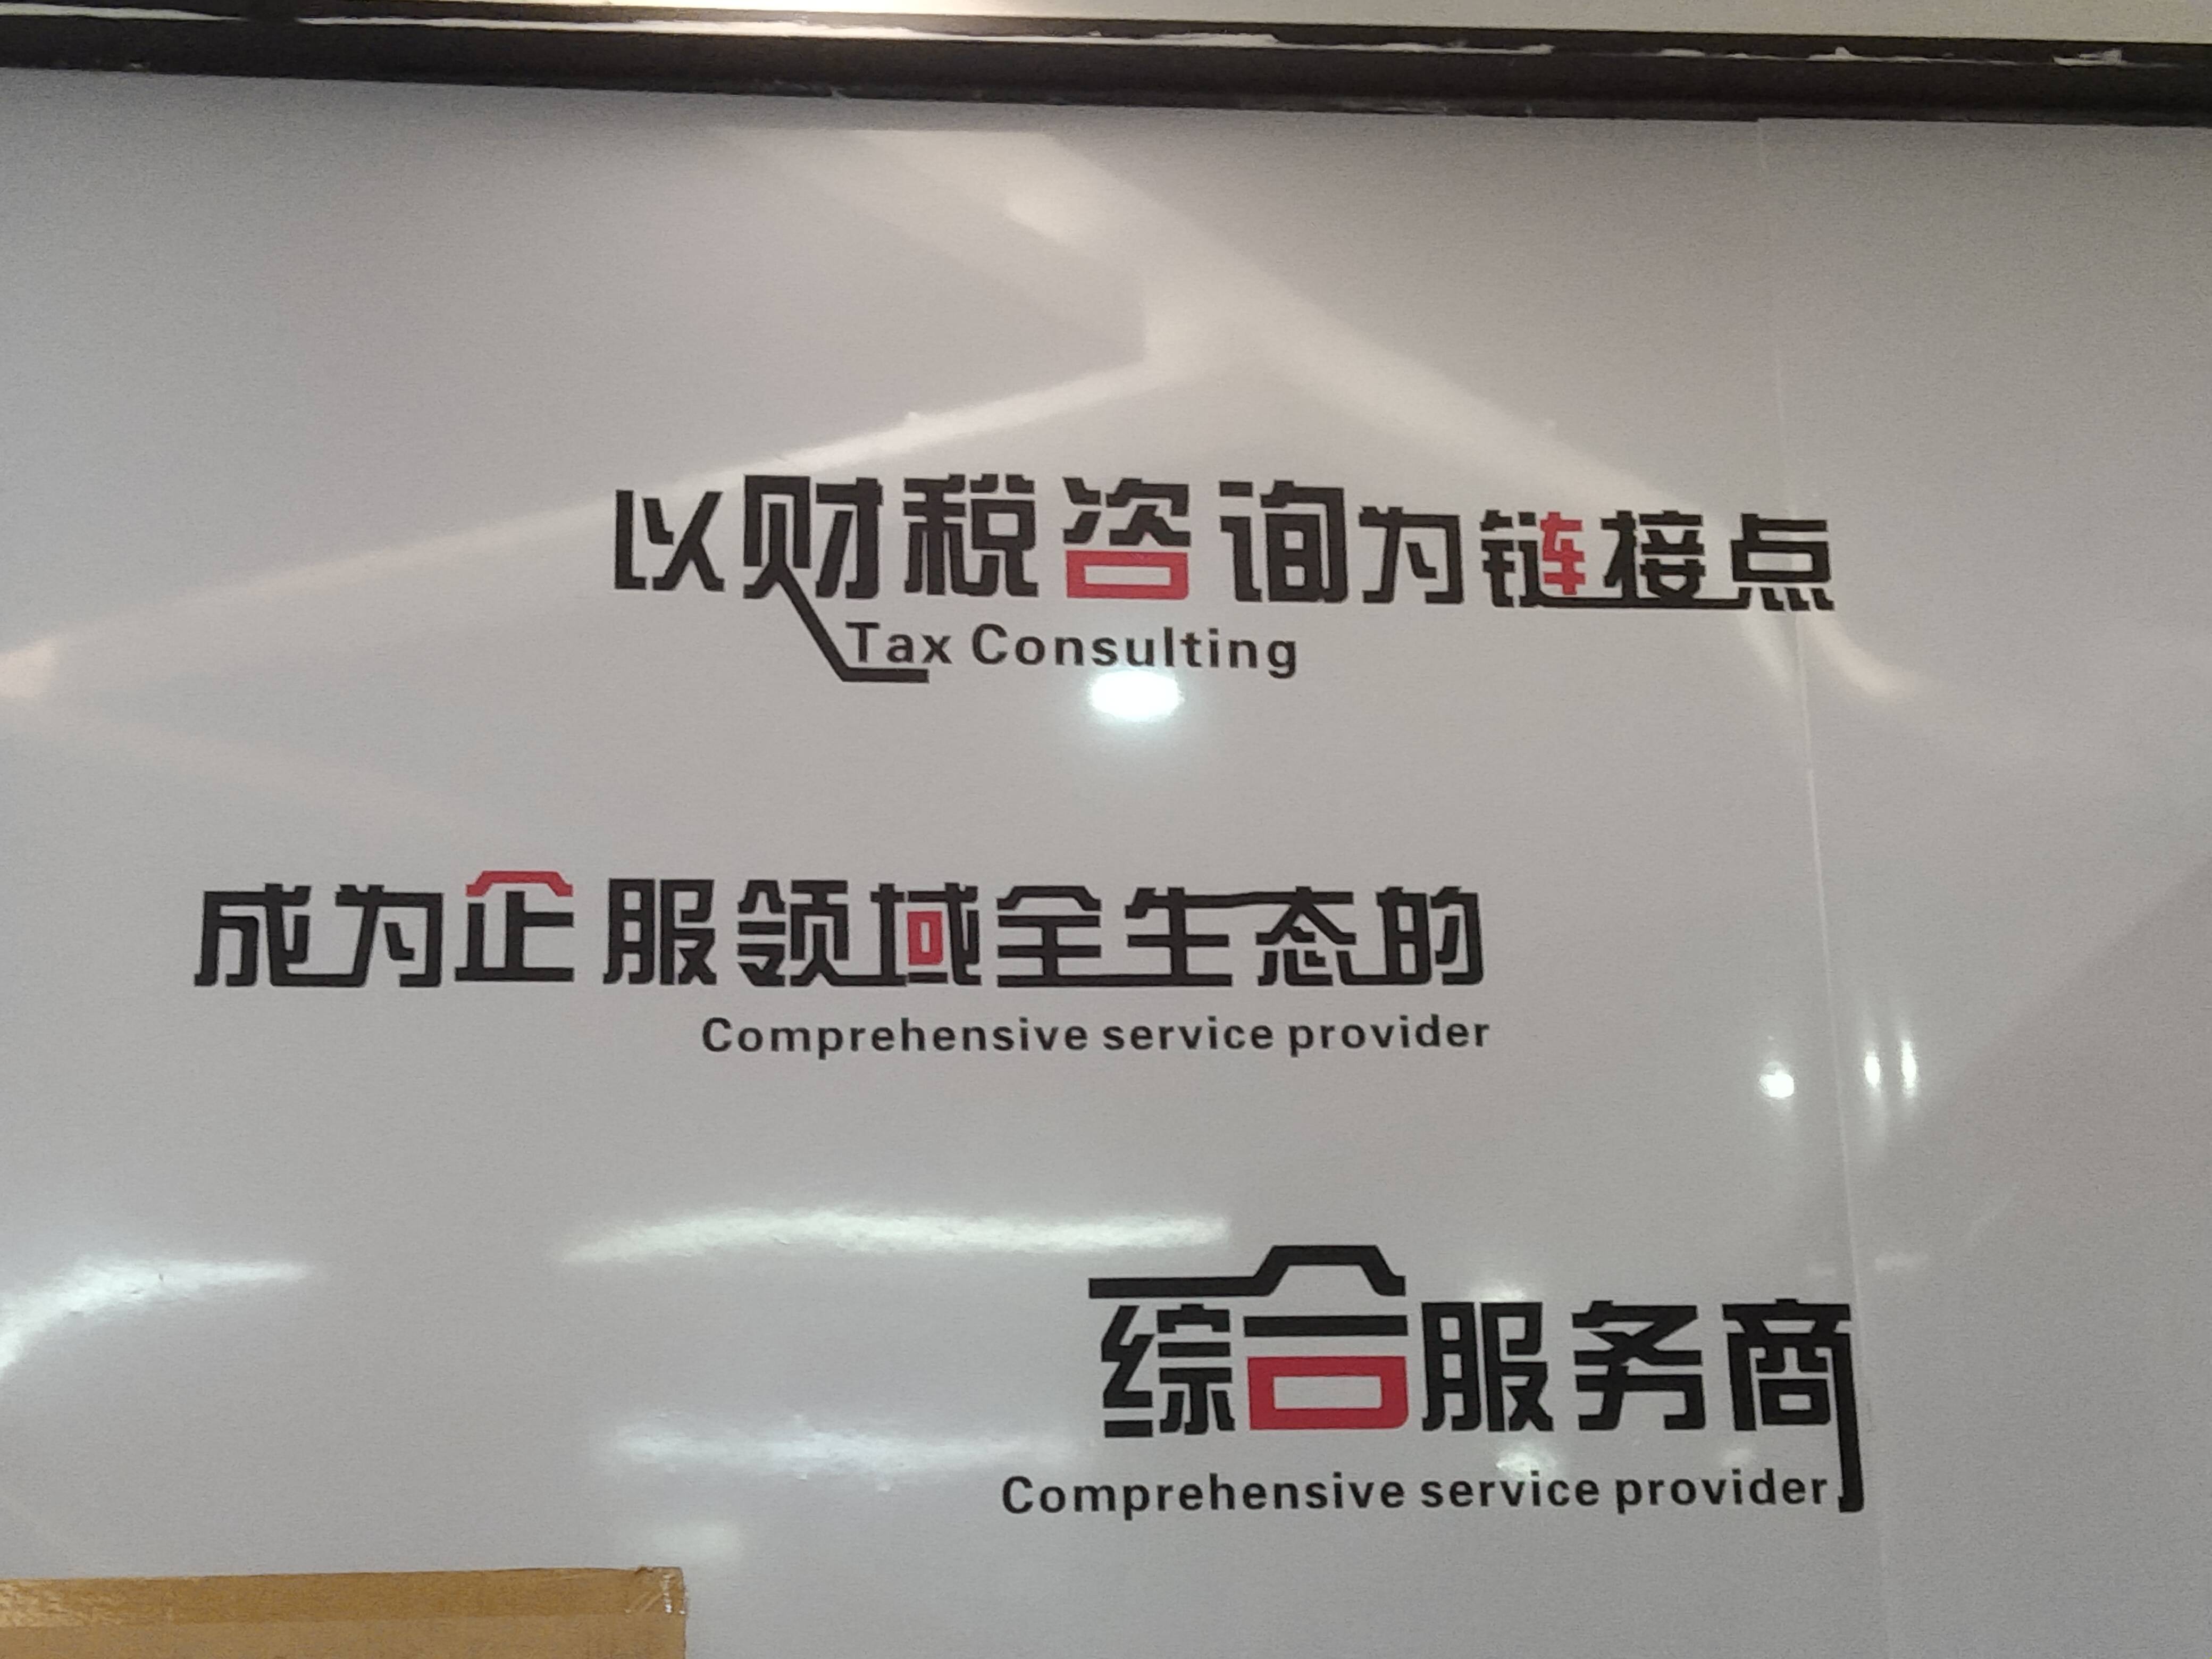 以财税咨询为链接点
Tax Consulting
成为企服领域全生态的
Comprehensive service provider
综合服务商
Comprehensive service provider